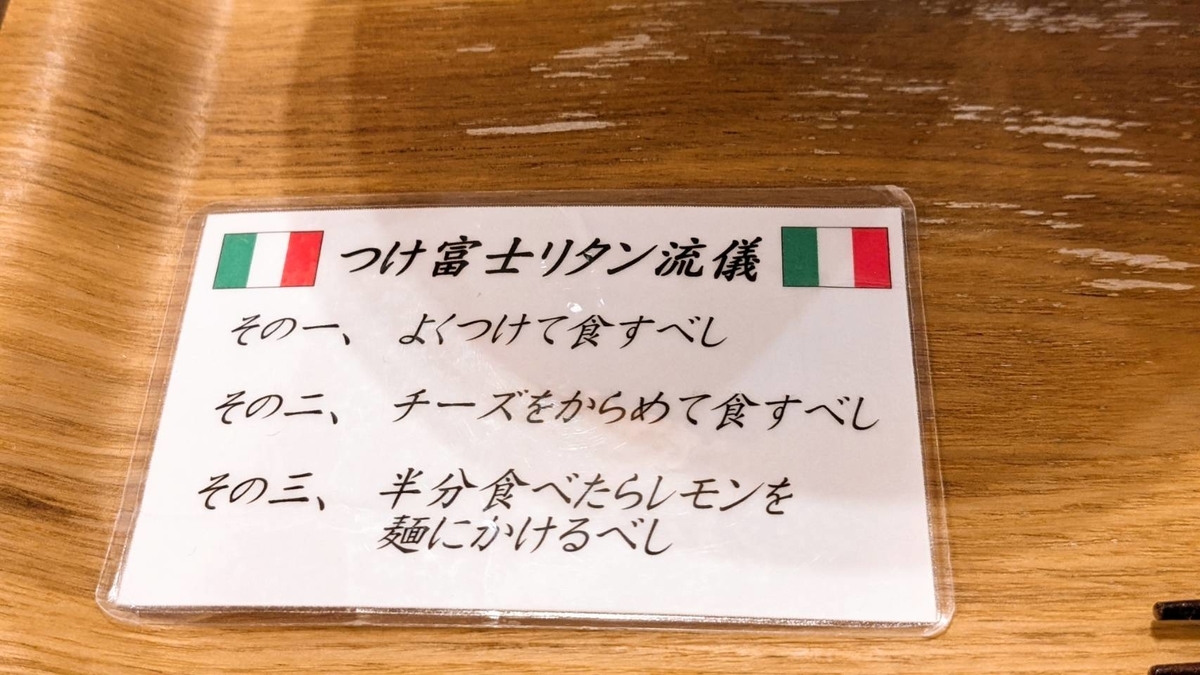 つけ富士リタン流儀
その一、 よくつけて食すべし
その二、 チーズをからめて食すべし
その三、 半分食べたらレモンを
麺にかけるべし